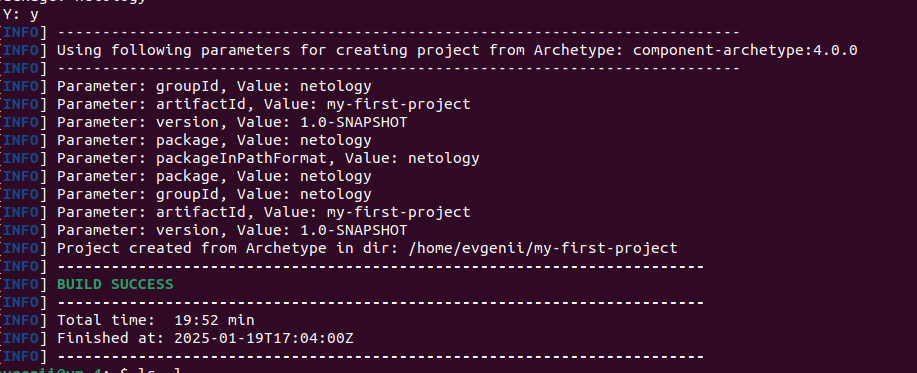 Y: y
[INFO] ----------------------------------------------------------------------------
[INFO] Using following parameters for creating project from Archetype: component-archetype:4.0.0
[INFO] ----------------------------------------------------------------------------
[INFO] Parameter: groupId, Value: netology
[INFO] Parameter: artifactId, Value: my-first-project
[INFO] Parameter: version, Value: 1.0-SNAPSHOT
[INFO] Parameter: package, Value: netology
[INFO] Parameter: packageInPathFormat, Value: netology
[INFO] Parameter: package, Value: netology
[INFO] Parameter: groupId, Value: netology
[INFO] Parameter: artifactId, Value: my-first-project
[INFO] Parameter: version, Value: 1.0-SNAPSHOT
[INFO] Project created from Archetype in dir: /home/evgenii/my-first-project
[INFO] ------------------------------------------------------------------------
[INFO] BUILD SUCCESS
[INFO] ------------------------------------------------------------------------
[INFO] Total time:  19:52 min
[INFO] Finished at: 2025-01-19T17:04:00Z
[INFO] ------------------------------------------------------------------------